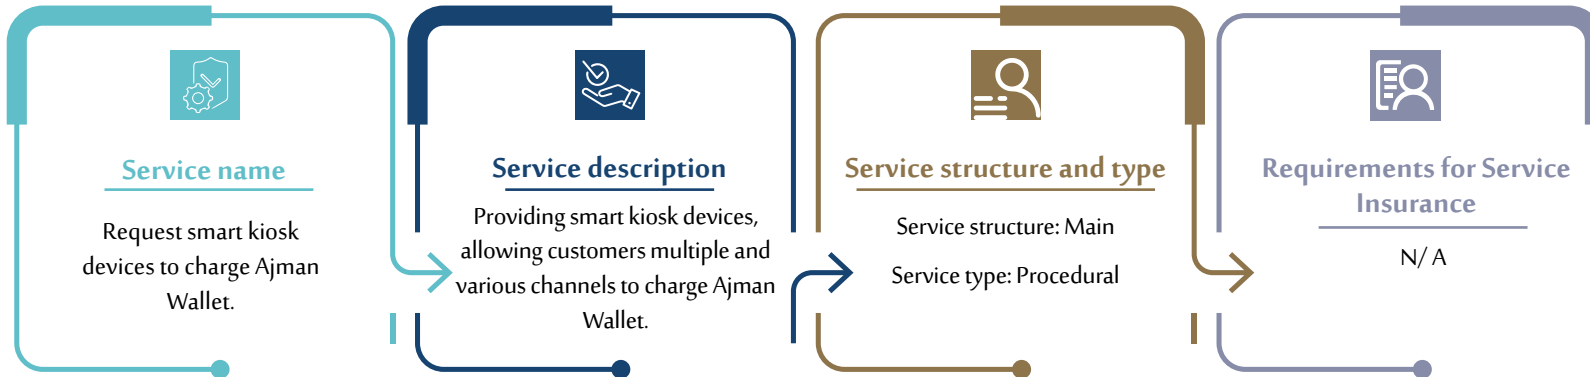 Service name
Request smart kiosk
devices to charge Ajman
Wallet.
Service description
Providing smart kiosk devices,
allowing customers multiple and
various channels to charge Ajman
Wallet.
Service structure and type
Service structure: Main
Service type: Procedural
Requirements for Service
Insurance
N/ A